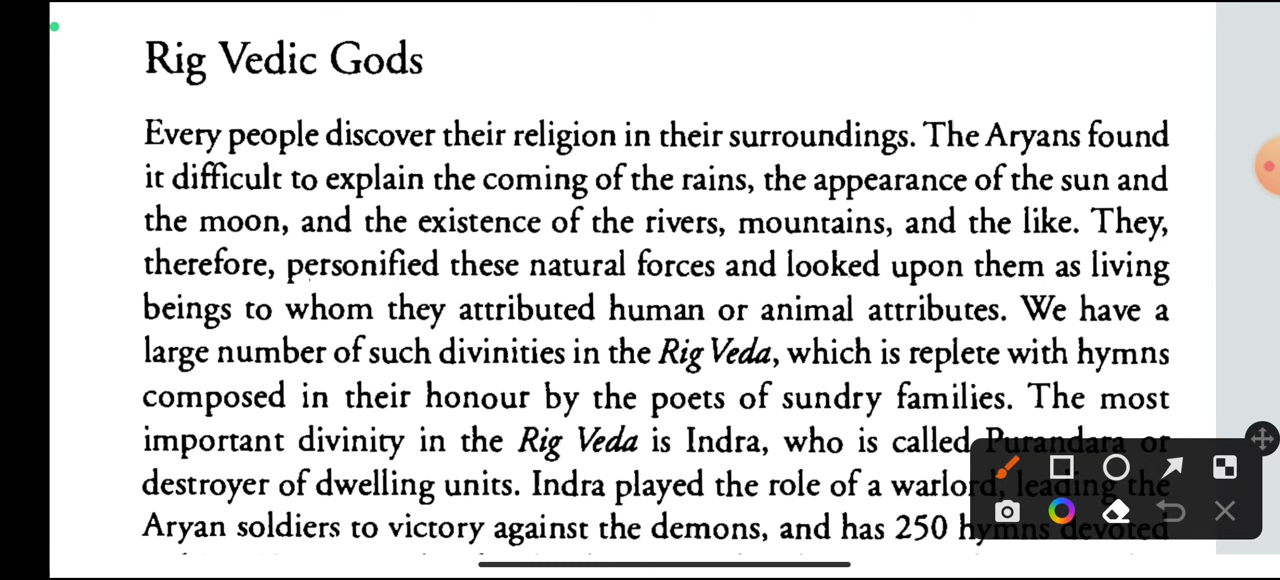 Rig Vedic Gods
Every people discover their religion in their surroundings. The Aryans found
it difficult to explain the coming of the rains, the appearance of the sun and
the moon, and the existence of the rivers, mountains, and the like. They,
therefore, personified these natural forces and looked upon them as living
beings to whom they attributed human or animal attributes. We have a
large number of such divinities in the Rig Veda, which is replete with hymns
composed in their honour by the poets of sundry families. The most
important divinity in the Rig Veda is Indra, who is called Purandara or
destroyer of dwelling units. Indra played the role of a warlord, leading the
Aryan soldiers to victory against the demons, and has 250 hymns devoted